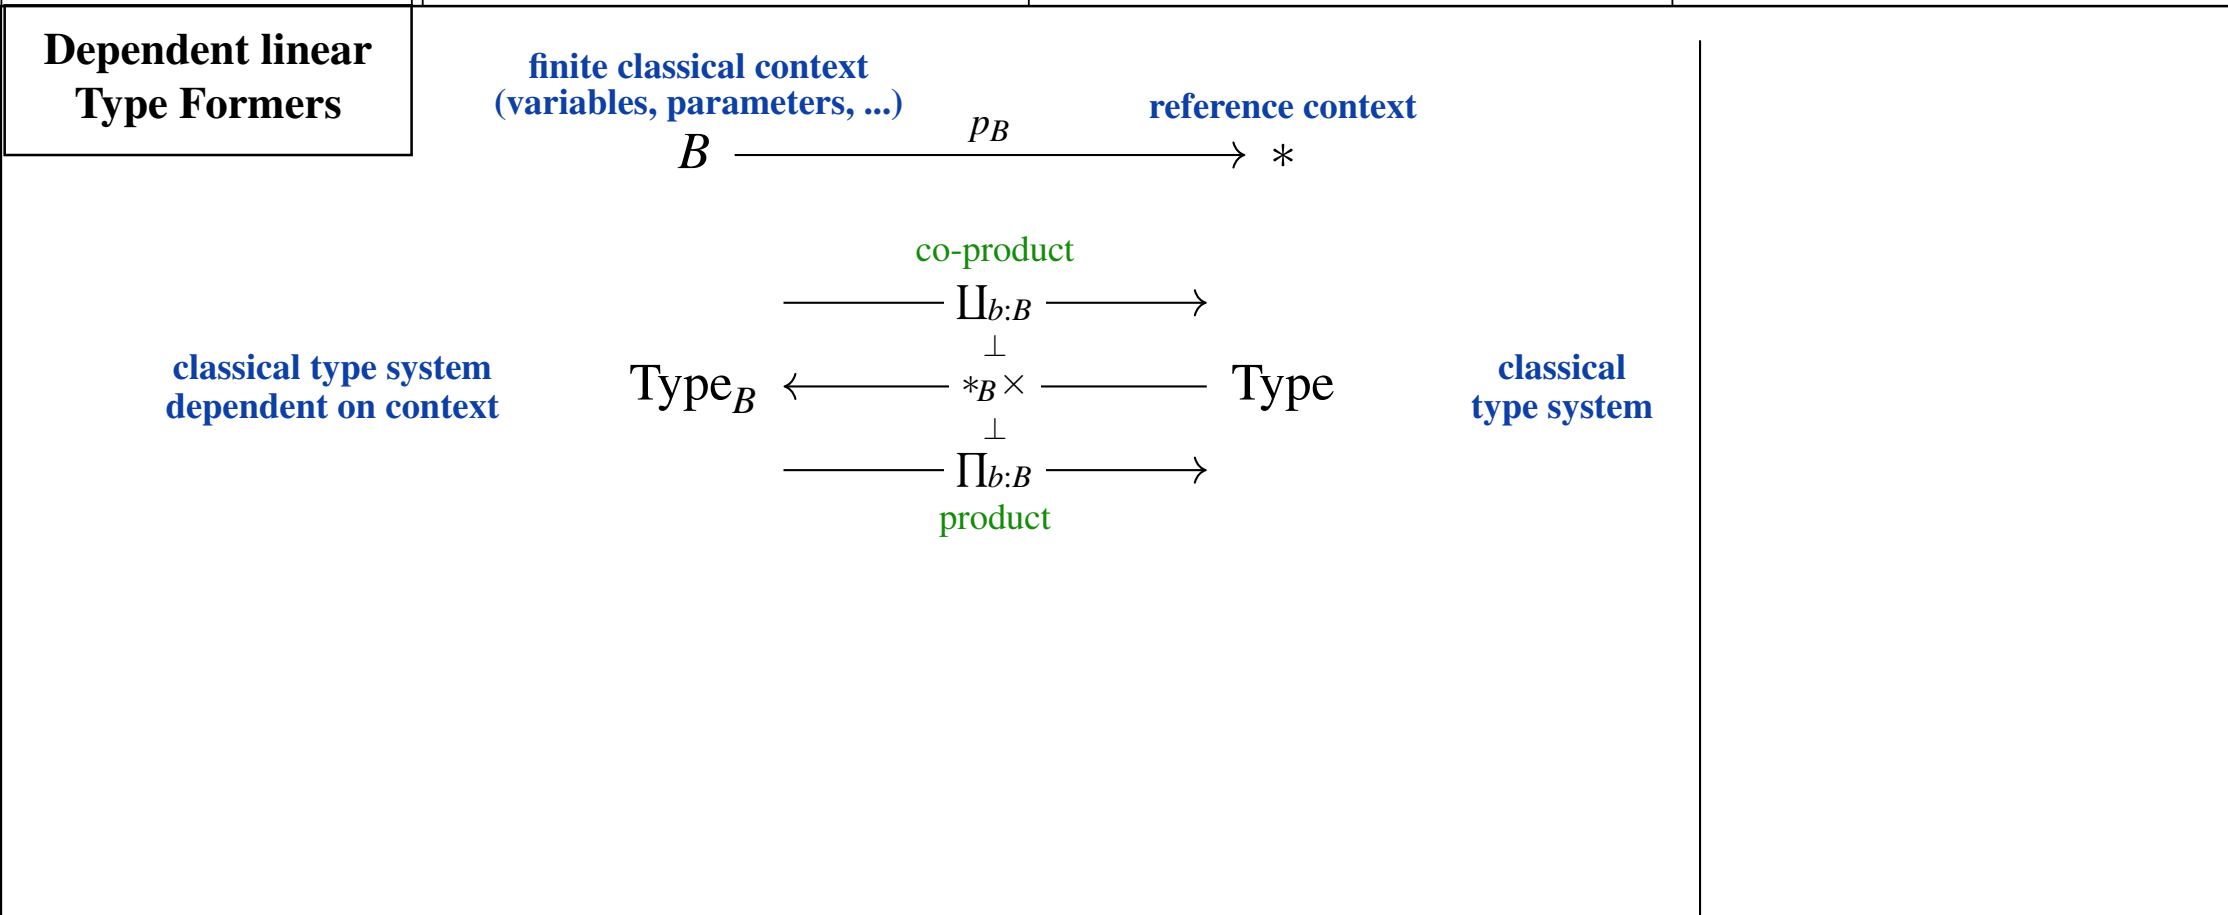 Dependent linear
Type Formers
finite classical context
(variables, parameters, ...)
reference context
p_B
B ⟶ *
co-product
∐_{b:B}
⊥
classical type system
dependent on context
Type_B ← *_B× — Type
classical
type system
⊥
∏_{b:B}
product